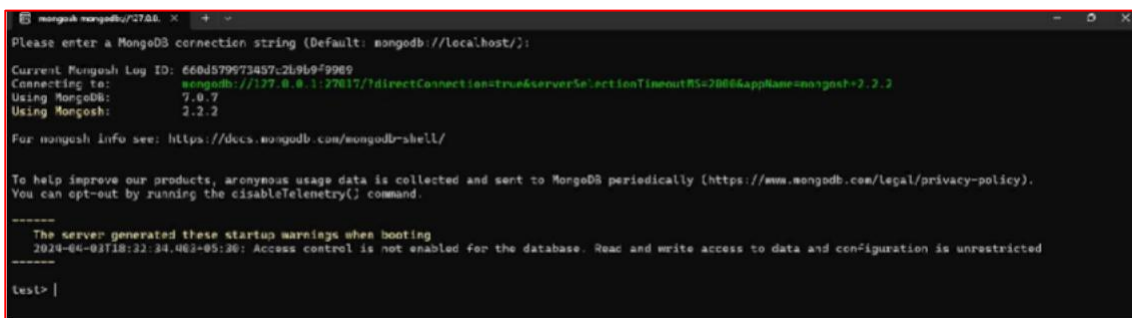 mongosh mongodb://127.0.0.
Please enter a MongoDB connection string (Default: mongodb://localhost/):
Current Mongosh Log ID: 660d579973457c2b9b9f9969
Connecting to: mongodb://127.0.0.1:27017/?directConnection=true&serverSelectionTimeoutMS=2000&appName=mongosh+2.2.2
Using MongoDB: 7.0.7
Using Mongosh: 2.2.2
For mongosh info see: https://docs.mongodb.com/mongodb-shell/
To help improve our products, anonymous usage data is collected and sent to MongoDB periodically (https://www.mongodb.com/legal/privacy-policy).
You can opt-out by running the disableTelemetry() command.
------
The server generated these startup warnings when booting
2024-04-03T18:32:34.403+05:30: Access control is not enabled for the database. Read and write access to data and configuration is unrestricted
------
test>